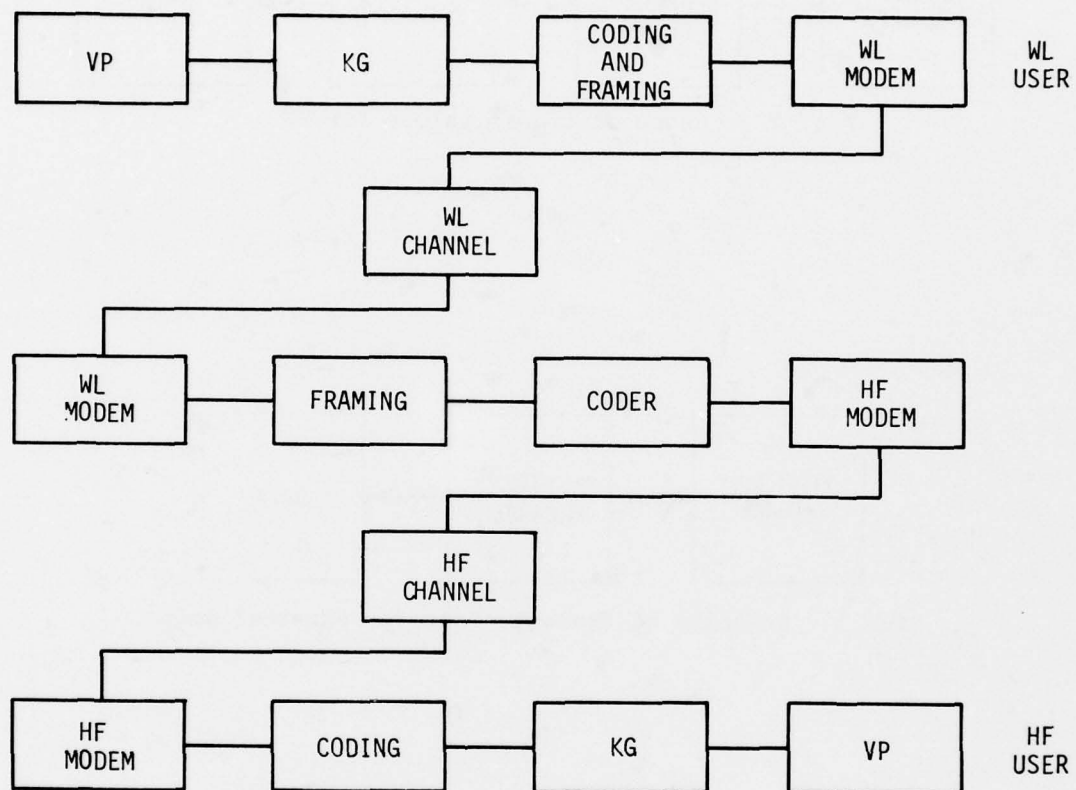 VP
KG
CODING
AND
FRAMING
WL
MODEM
WL
USER
WL
CHANNEL
WL
MODEM
FRAMING
CODER
HF
MODEM
HF
CHANNEL
HF
MODEM
CODING
KG
VP
HF
USER